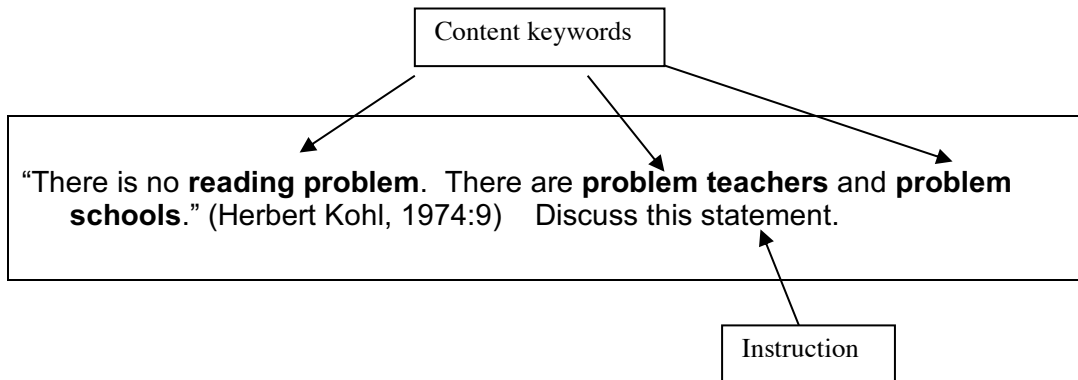 Content keywords
“There is no reading problem.  There are problem teachers and problem
schools.” (Herbert Kohl, 1974:9)    Discuss this statement.
Instruction